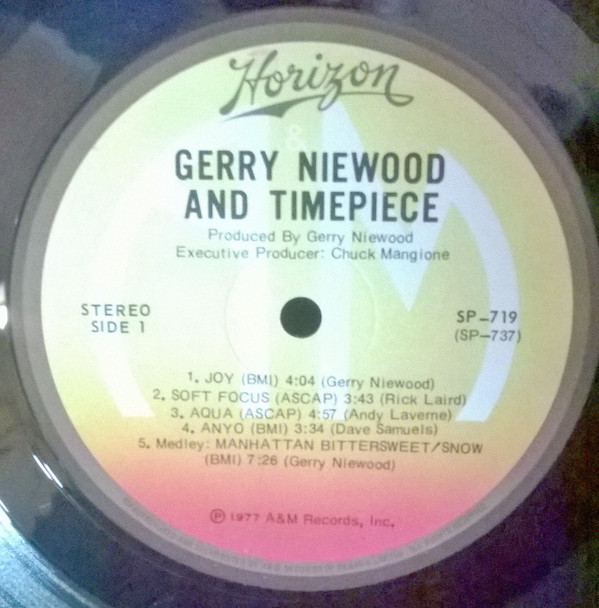 Horizon
&
GERRY NIEWOOD
AND TIMEPIECE
Produced By Gerry Niewood
Executive Producer: Chuck Mangione
STEREO
SIDE 1
SP-719
(SP-737)
1. JOY (BMI) 4:04 (Gerry Niewood)
2. SOFT FOCUS (ASCAP) 3:43 (Rick Laird)
3. AQUA (ASCAP) 4:57 (Andy Laverne)
4. ANYO (BMI) 3:34 (Dave Samuels)
5. Medley: MANHATTAN BITTERSWEET/SNOW
(BMI) 7:26 (Gerry Niewood)
Ⓟ 1977 A&M Records, Inc.